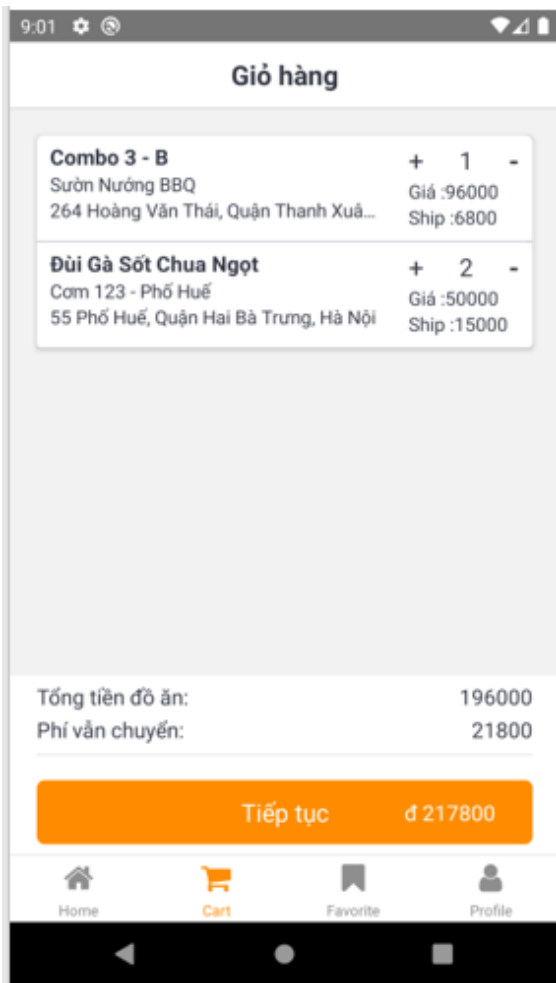 9:01
Giỏ hàng
Combo 3 - B
+ 1 -
Sườn Nướng BBQ
Giá :96000
264 Hoàng Văn Thái, Quận Thanh Xuâ...
Ship :6800
Đùi Gà Sốt Chua Ngọt
+ 2 -
Cơm 123 - Phố Huế
Giá :50000
55 Phố Huế, Quận Hai Bà Trưng, Hà Nội
Ship :15000
Tổng tiền đồ ăn: 196000
Phí vẫn chuyển: 21800
Tiếp tục đ 217800
Home Cart Favorite Profile